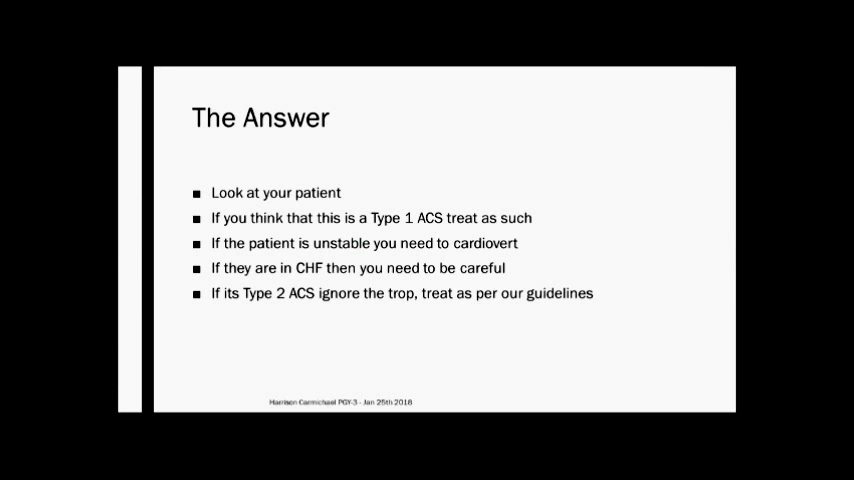 The Answer
■ Look at your patient
■ If you think that this is a Type 1 ACS treat as such
■ If the patient is unstable you need to cardiovert
■ If they are in CHF then you need to be careful
■ If its Type 2 ACS ignore the trop, treat as per our guidelines
Harrison Carmichael PGY-3 - Jan 25th 2018